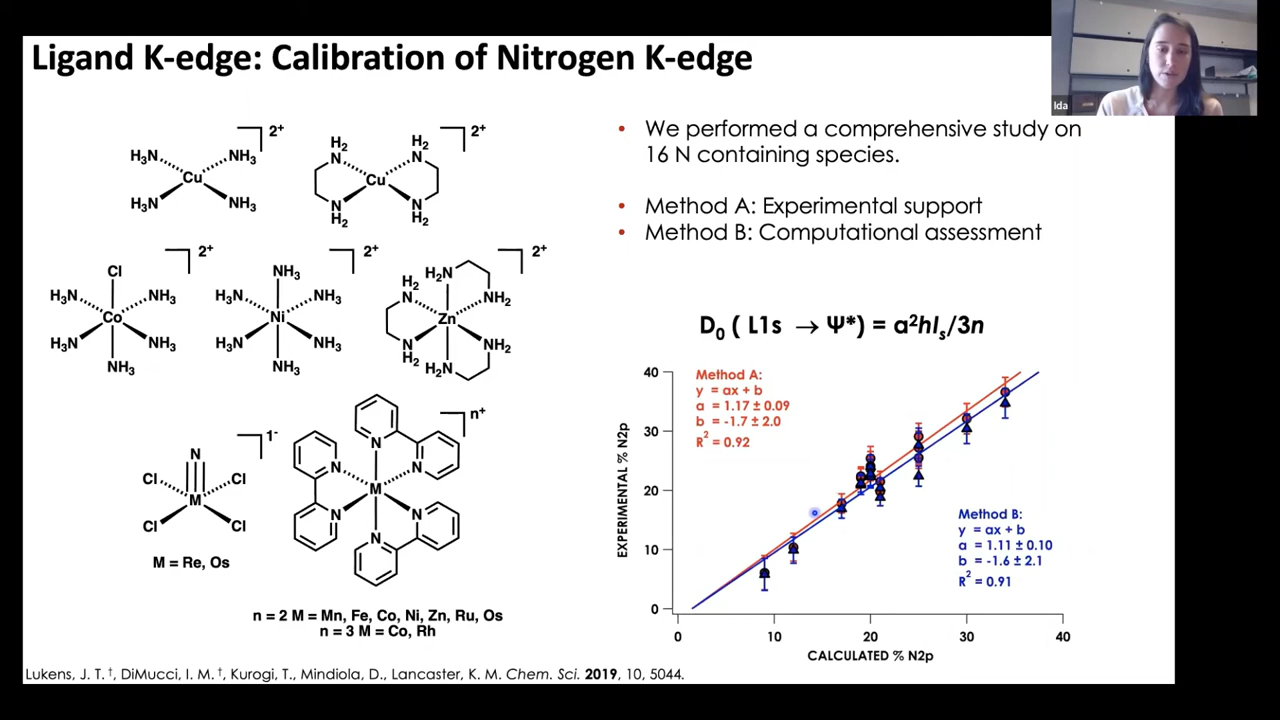 Ligand K-edge: Calibration of Nitrogen K-edge
Ida
H₃N NH₃ 2+
Cu
H₃N NH₃
H₂ H₂ 2+
N N
Cu
N N
H₂ H₂
Cl 2+
H₃N NH₃
Co
H₃N NH₃
NH₃
NH₃ 2+
H₃N NH₃
Ni
H₃N NH₃
NH₃
H₂N 2+
H₂
N NH₂
Zn
N NH₂
H₂
H₂N
N 1-
Cl Cl
M
Cl Cl
M = Re, Os
n+
N
N N
M
N N
N
n = 2 M = Mn, Fe, Co, Ni, Zn, Ru, Os
n = 3 M = Co, Rh
• We performed a comprehensive study on
16 N containing species.
• Method A: Experimental support
• Method B: Computational assessment
D₀ ( L1s → Ψ*) = a²hIₛ/3n
Method A:
y = ax + b
a = 1.17 ± 0.09
b = -1.7 ± 2.0
R² = 0.92
Method B:
y = ax + b
a = 1.11 ± 0.10
b = -1.6 ± 2.1
R² = 0.91
EXPERIMENTAL % N2p
40
30
20
10
0
0 10 20 30 40
CALCULATED % N2p
Lukens, J. T.†, DiMucci, I. M.†, Kurogi, T., Mindiola, D., Lancaster, K. M. Chem. Sci. 2019, 10, 5044.